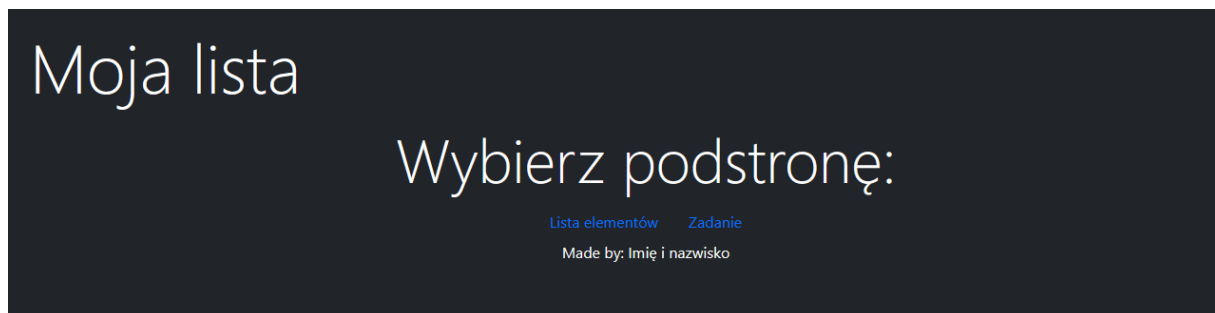 Moja lista
Wybierz podstronę:
Lista elementów Zadanie
Made by: Imię i nazwisko